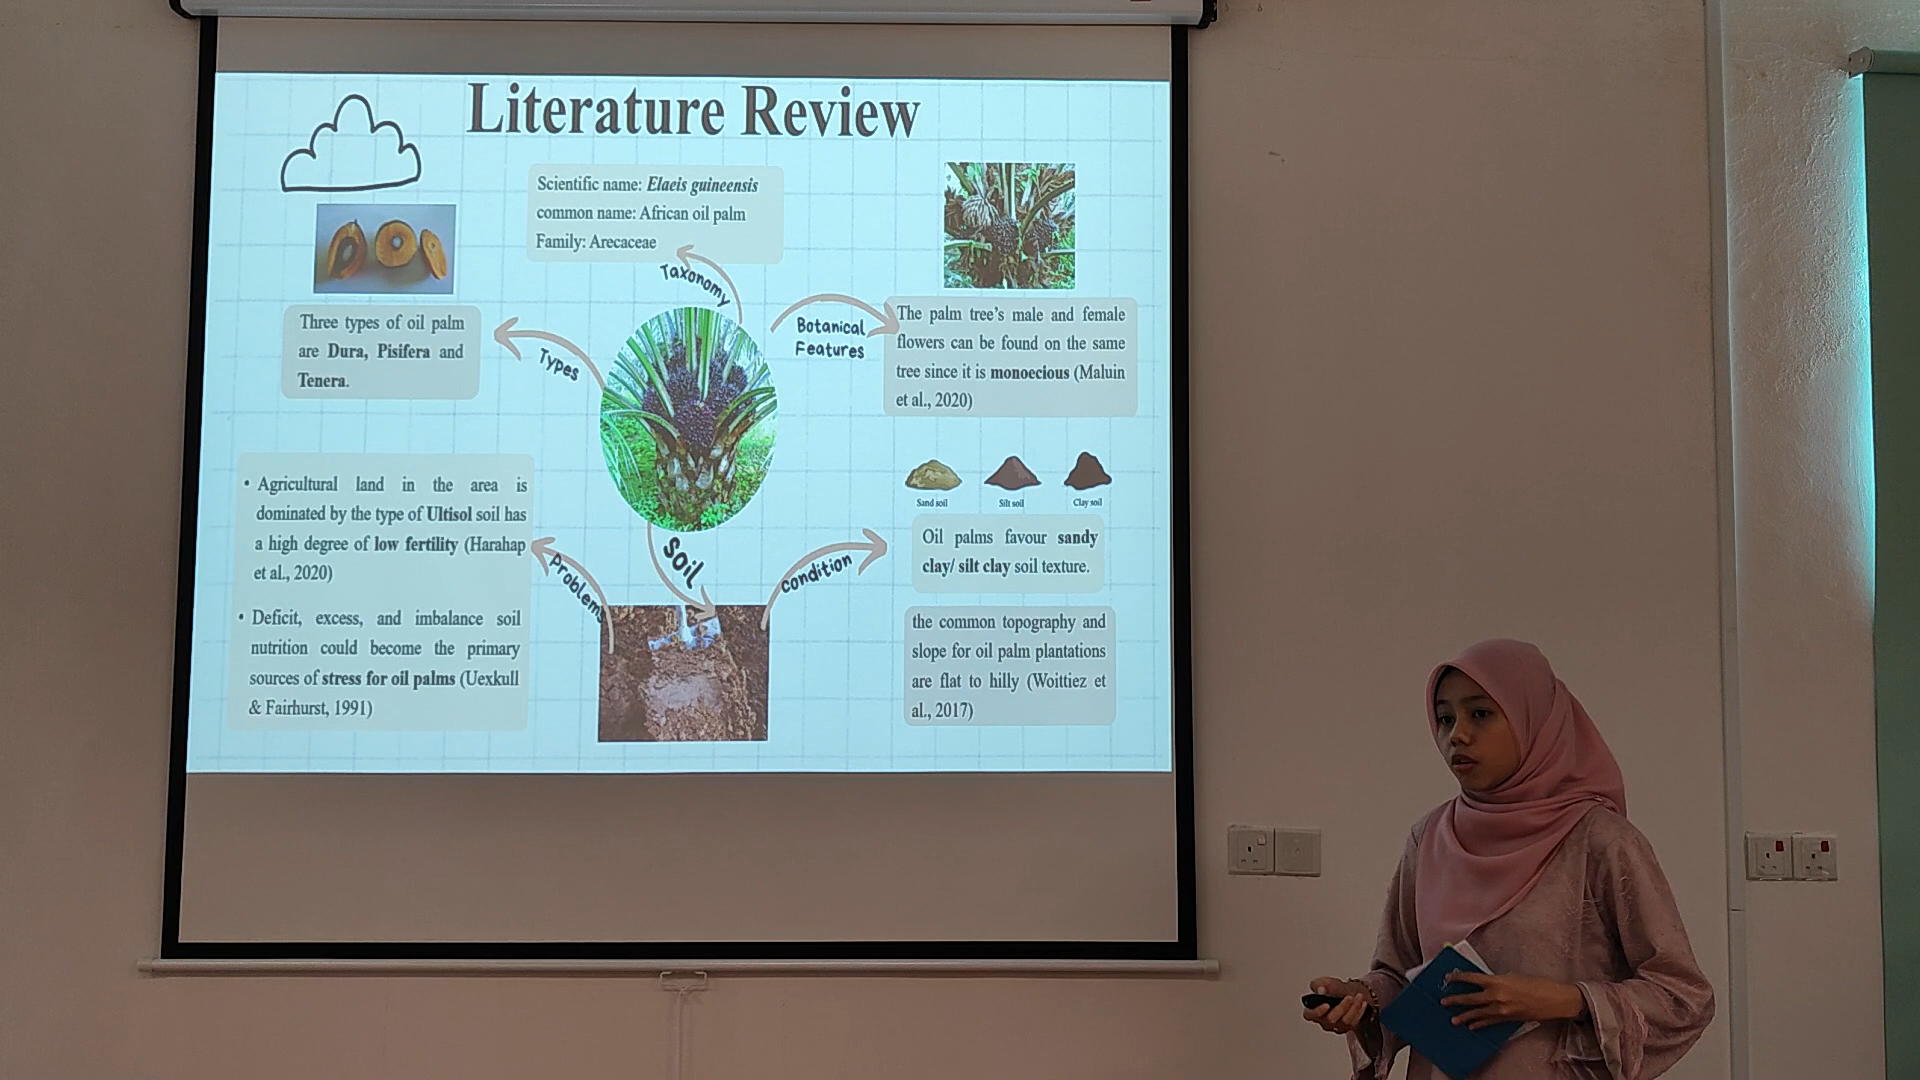 Literature Review
Scientific name: Elaeis guineensis
common name: African oil palm
Family: Arecaceae
Taxonomy
Three types of oil palm
are Dura, Pisifera and
Tenera.
Types
Botanical
Features
The palm tree's male and female
flowers can be found on the same
tree since it is monoecious (Maluin
et al., 2020)
• Agricultural land in the area is
dominated by the type of Ultisol soil has
a high degree of low fertility (Harahap
et al., 2020)
• Deficit, excess, and imbalance soil
nutrition could become the primary
sources of stress for oil palms (Uexkull
& Fairhurst, 1991)
Problems
Soil
condition
Sand soil
Silt soil
Clay soil
Oil palms favour sandy
clay/ silt clay soil texture.
the common topography and
slope for oil palm plantations
are flat to hilly (Woittiez et
al., 2017)